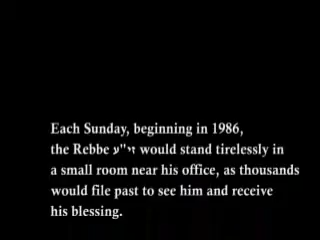 Each Sunday, beginning in 1986,
the Rebbe זי"ע would stand tirelessly in
a small room near his office, as thousands
would file past to see him and receive
his blessing.